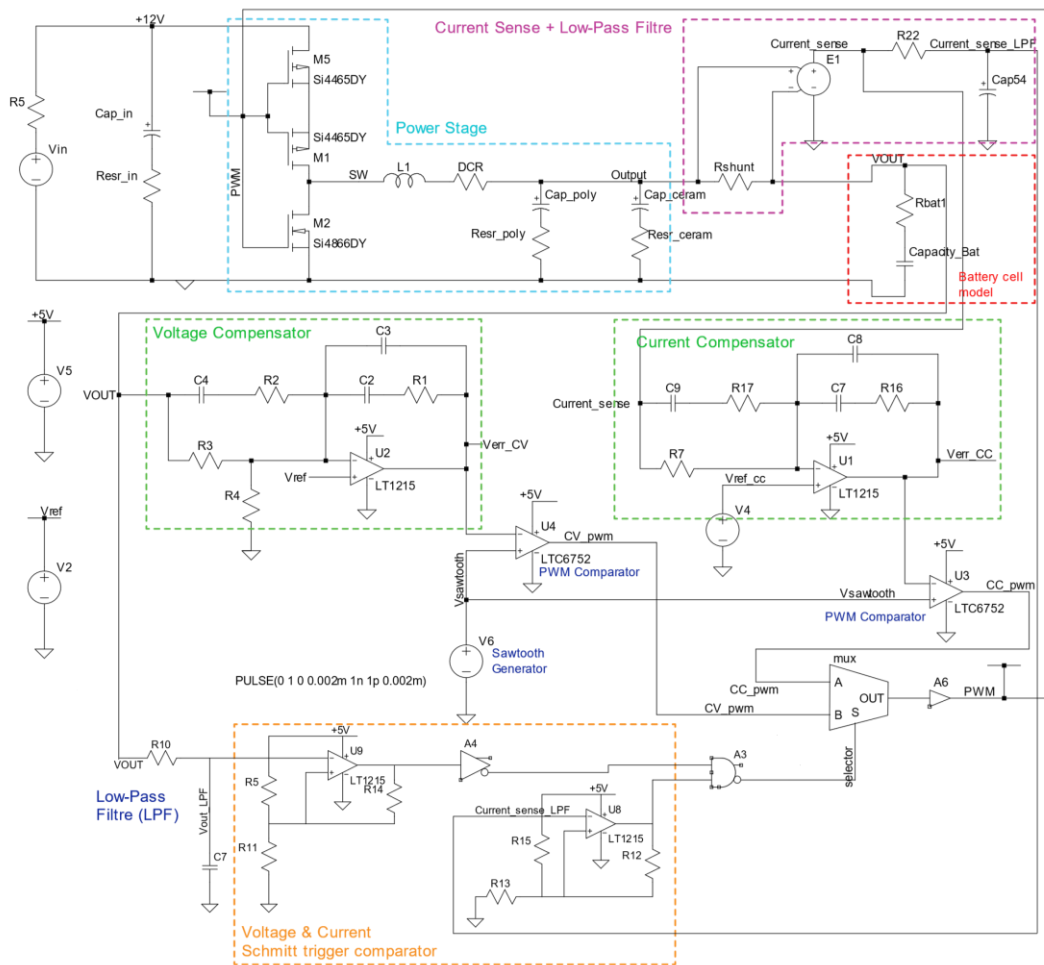 +12V
Current Sense + Low-Pass Filtre
R5
Vin
Cap_in
Resr_in
PWM
M5
Si4465DY
Power Stage
Si4465DY
M1
SW
L1
DCR
M2
Si4866DY
Output
Cap_poly
Resr_poly
Cap_ceram
Resr_ceram
Rshunt
Current_sense
E1
R22
Current_sense_LPF
Cap54
VOUT
Rbat1
Capacity_Bat
Battery cell
model
+5V
V5
Vref
V2
Voltage Compensator
C3
C4
R2
C2
R1
VOUT
R3
R4
+5V
U2
Vref
LT1215
Verr_CV
Current Compensator
C8
C9
R17
C7
R16
Current_sense
R7
+5V
U1
Vref_cc
LT1215
V4
Verr_CC
+5V
U4
CV_pwm
LTC6752
PWM Comparator
Vsawtooth
+5V
U3
CC_pwm
LTC6752
Vsawtooth
PWM Comparator
V6
Sawtooth
Generator
PULSE(0 1 0 0.002m 1n 1p 0.002m)
mux
A
B
OUT
S
CC_pwm
CV_pwm
A6
PWM
selector
R10
VOUT
Low-Pass
Filtre (LPF)
Vout_LPF
C7
+5V
R5
U9
LT1215
R14
R11
A4
A3
Current_sense_LPF
+5V
U8
R15
LT1215
R12
R13
Voltage & Current
Schmitt trigger comparator